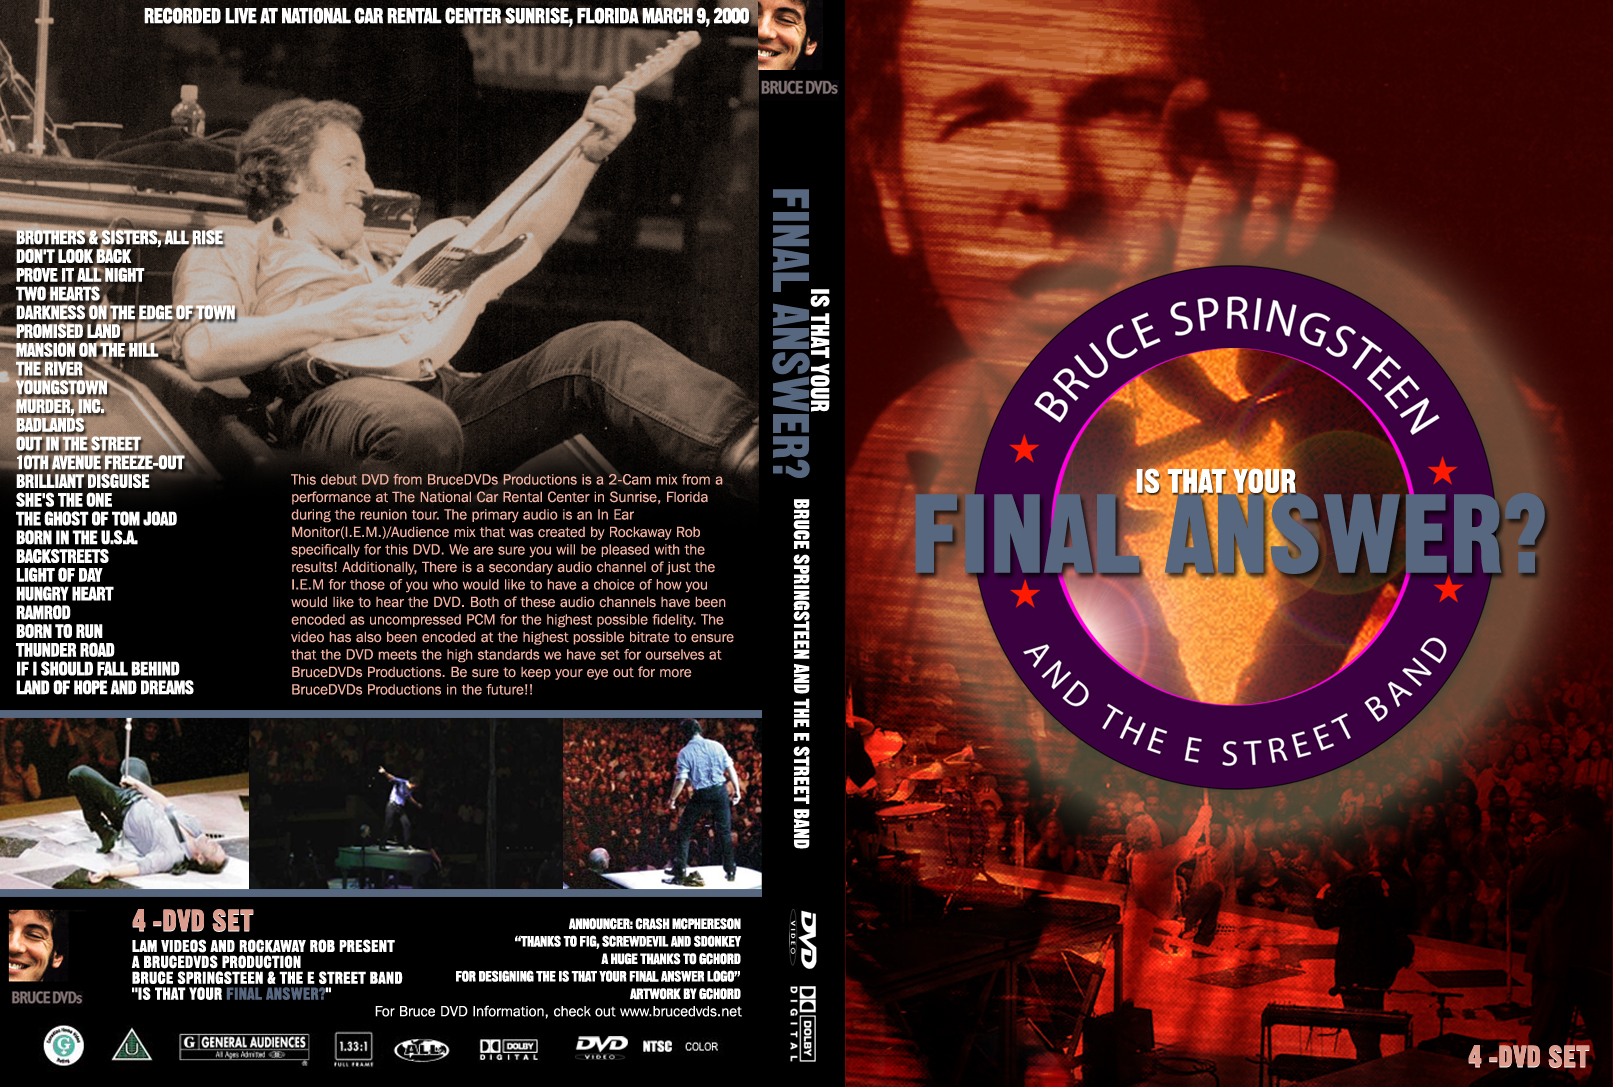 RECORDED LIVE AT NATIONAL CAR RENTAL CENTER SUNRISE, FLORIDA MARCH 9, 2000
BROTHERS & SISTERS, ALL RISE
DON'T LOOK BACK
PROVE IT ALL NIGHT
TWO HEARTS
DARKNESS ON THE EDGE OF TOWN
PROMISED LAND
MANSION ON THE HILL
THE RIVER
YOUNGSTOWN
MURDER, INC.
BADLANDS
OUT IN THE STREET
10TH AVENUE FREEZE-OUT
BRILLIANT DISGUISE
SHE'S THE ONE
THE GHOST OF TOM JOAD
BORN IN THE U.S.A.
BACKSTREETS
LIGHT OF DAY
HUNGRY HEART
RAMROD
BORN TO RUN
THUNDER ROAD
IF I SHOULD FALL BEHIND
LAND OF HOPE AND DREAMS
This debut DVD from BruceDVDs Productions is a 2-Cam mix from a
performance at The National Car Rental Center in Sunrise, Florida
during the reunion tour. The primary audio is an In Ear
Monitor(I.E.M.)/Audience mix that was created by Rockaway Rob
specifically for this DVD. We are sure you will be pleased with the
results! Additionally, There is a secondary audio channel of just the
I.E.M for those of you who would like to have a choice of how you
would like to hear the DVD. Both of these audio channels have been
encoded as uncompressed PCM for the highest possible fidelity. The
video has also been encoded at the highest possible bitrate to ensure
that the DVD meets the high standards we have set for ourselves at
BruceDVDs Productions. Be sure to keep your eye out for more
BruceDVDs Productions in the future!!
4 -DVD SET
LAM VIDEOS AND ROCKAWAY ROB PRESENT
A BRUCEDVDS PRODUCTION
BRUCE SPRINGSTEEN & THE E STREET BAND
"IS THAT YOUR FINAL ANSWER?"
BRUCE DVDs
ANNOUNCER: CRASH MCPHERESON
"THANKS TO FIG, SCREWDEVIL AND SDONKEY
A HUGE THANKS TO GCHORD
FOR DESIGNING THE IS THAT YOUR FINAL ANSWER LOGO"
ARTWORK BY GCHORD
For Bruce DVD Information, check out www.brucedvds.net
G
U
G GENERAL AUDIENCES
All Ages Admitted
1.33:1
FULL FRAME
ALL
DOLBY
DIGITAL
DVD
VIDEO
NTSC
COLOR
BRUCE DVDs
IS THAT YOUR
FINAL ANSWER?
BRUCE SPRINGSTEEN AND THE E STREET BAND
DVD
VIDEO
DOLBY
DIGITAL
BRUCE SPRINGSTEEN
IS THAT YOUR
FINAL ANSWER?
AND THE E STREET BAND
4 -DVD SET